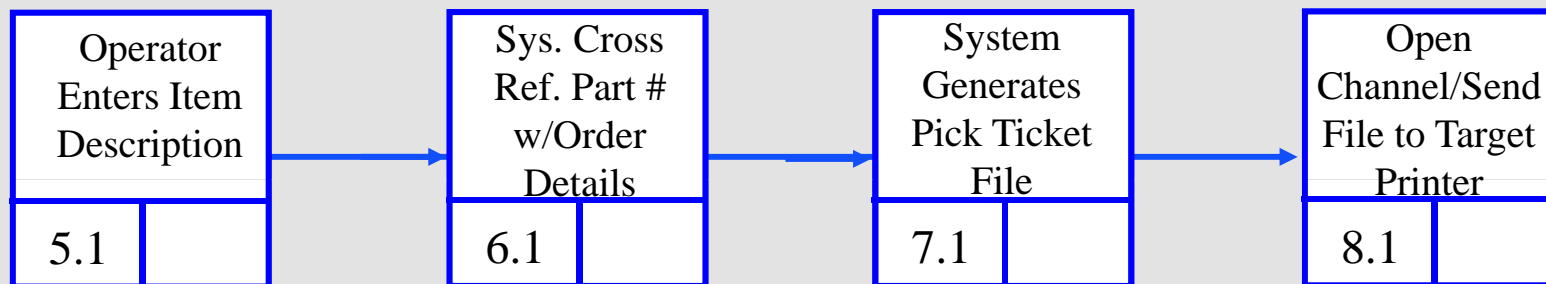 Operator
Enters Item
Description
5.1
Sys. Cross
Ref. Part #
w/Order
Details
6.1
System
Generates
Pick Ticket
File
7.1
Open
Channel/Send
File to Target
Printer
8.1